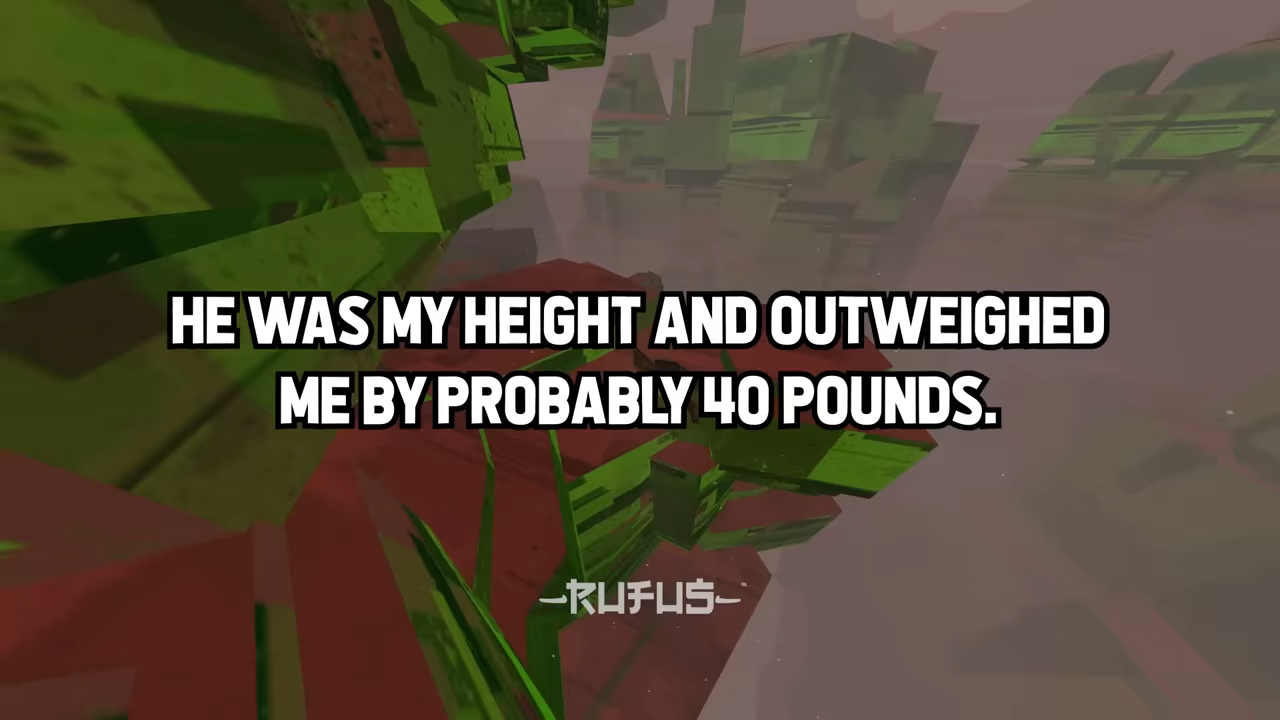 HE WAS MY HEIGHT AND OUTWEIGHED
ME BY PROBABLY 40 POUNDS.
-RUFUS-